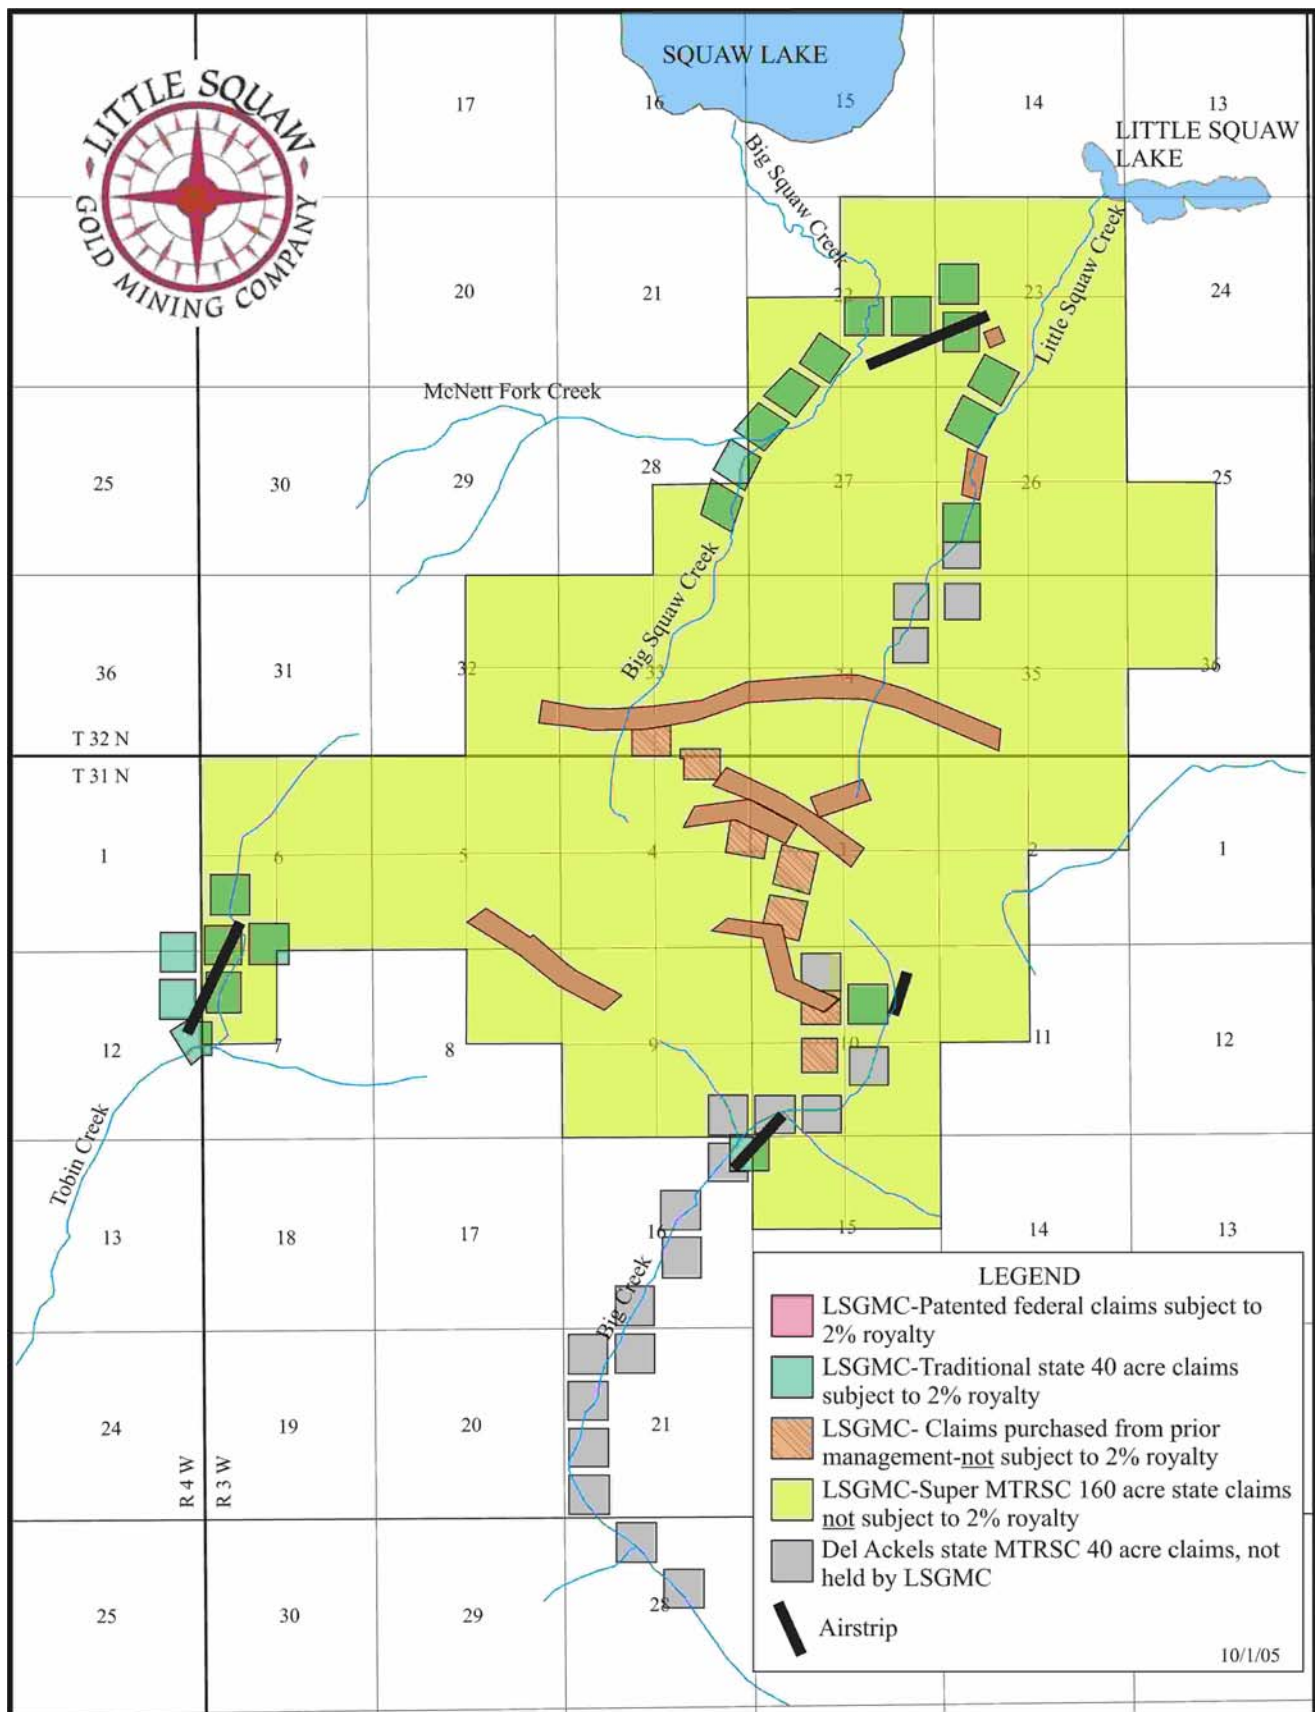 LITTLE SQUAW
GOLD MINING COMPANY
SQUAW LAKE
17
16
15
14
13
LITTLE SQUAW
LAKE
Big Squaw Creek
Little Squaw Creek
20
21
22
23
24
McNett Fork Creek
25
30
29
28
27
26
25
Big Squaw Creek
36
31
32
33
34
35
36
T 32 N
T 31 N
1
6
5
4
3
2
1
12
7
8
9
10
11
12
Tobin Creek
13
18
17
16
15
14
13
Big Creek
24
19
20
21
R 4 W
R 3 W
25
30
29
28
LEGEND
LSGMC-Patented federal claims subject to
2% royalty
LSGMC-Traditional state 40 acre claims
subject to 2% royalty
LSGMC- Claims purchased from prior
management-not subject to 2% royalty
LSGMC-Super MTRSC 160 acre state claims
not subject to 2% royalty
Del Ackels state MTRSC 40 acre claims, not
held by LSGMC
Airstrip
10/1/05